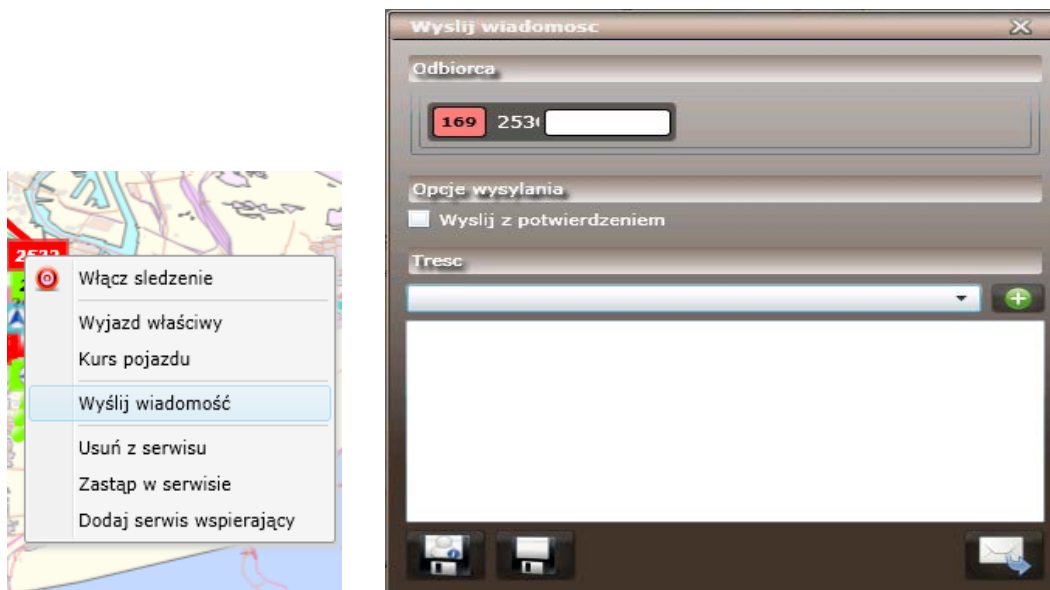 Włącz sledzenie
Wyjazd właściwy
Kurs pojazdu
Wyślij wiadomość
Usuń z serwisu
Zastąp w serwisie
Dodaj serwis wspierający
Wyslij wiadomosc
Odbiorca
169 253
Opcje wysylania
Wyslij z potwierdzeniem
Tresc